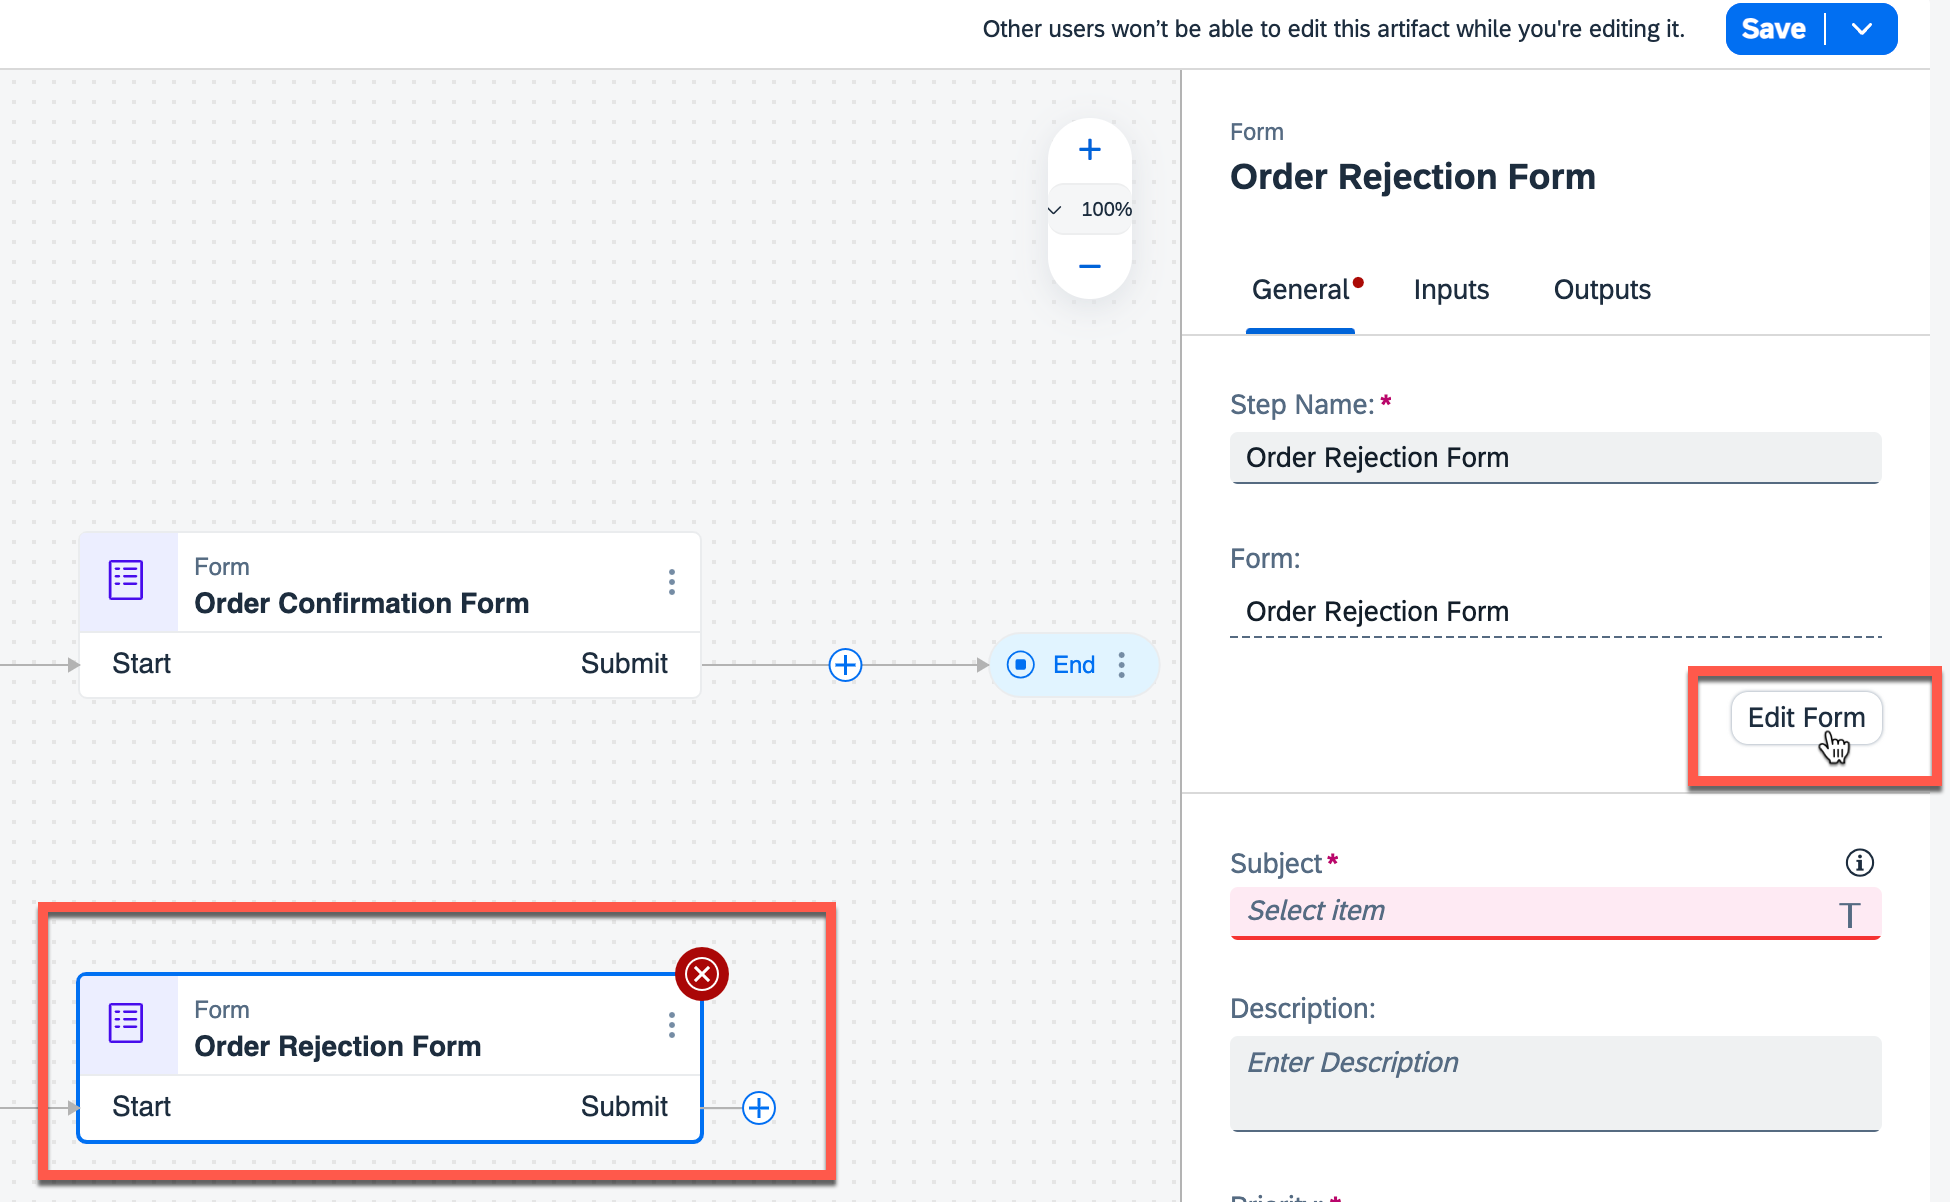 Other users won't be able to edit this artifact while you're editing it.
Save
100%
Form
Order Confirmation Form
Start
Submit
End
Form
Order Rejection Form
Start
Submit
Form
Order Rejection Form
General
Inputs
Outputs
Step Name: *
Order Rejection Form
Form:
Order Rejection Form
Edit Form
Subject *
Select item
Description:
Enter Description